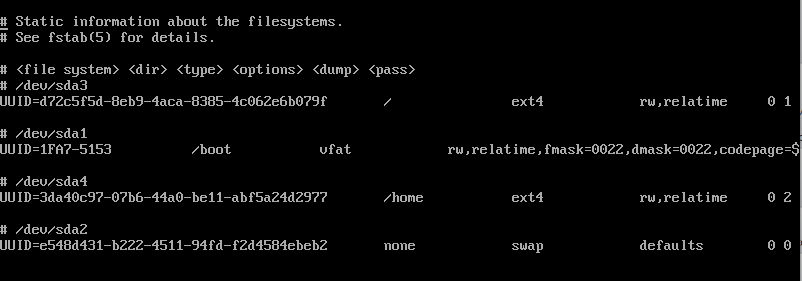 # Static information about the filesystems.
# See fstab(5) for details.
# <file system> <dir> <type> <options> <dump> <pass>
# /dev/sda3
UUID=d72c5f5d-8eb9-4aca-8385-4c062e6b079f / ext4 rw,relatime 0 1
# /dev/sda1
UUID=1FA7-5153 /boot vfat rw,relatime,fmask=0022,dmask=0022,codepage=$
# /dev/sda4
UUID=3da40c97-07b6-44a0-be11-abf5a24d2977 /home ext4 rw,relatime 0 2
# /dev/sda2
UUID=e548d431-b222-4511-94fd-f2d4584ebeb2 none swap defaults 0 0